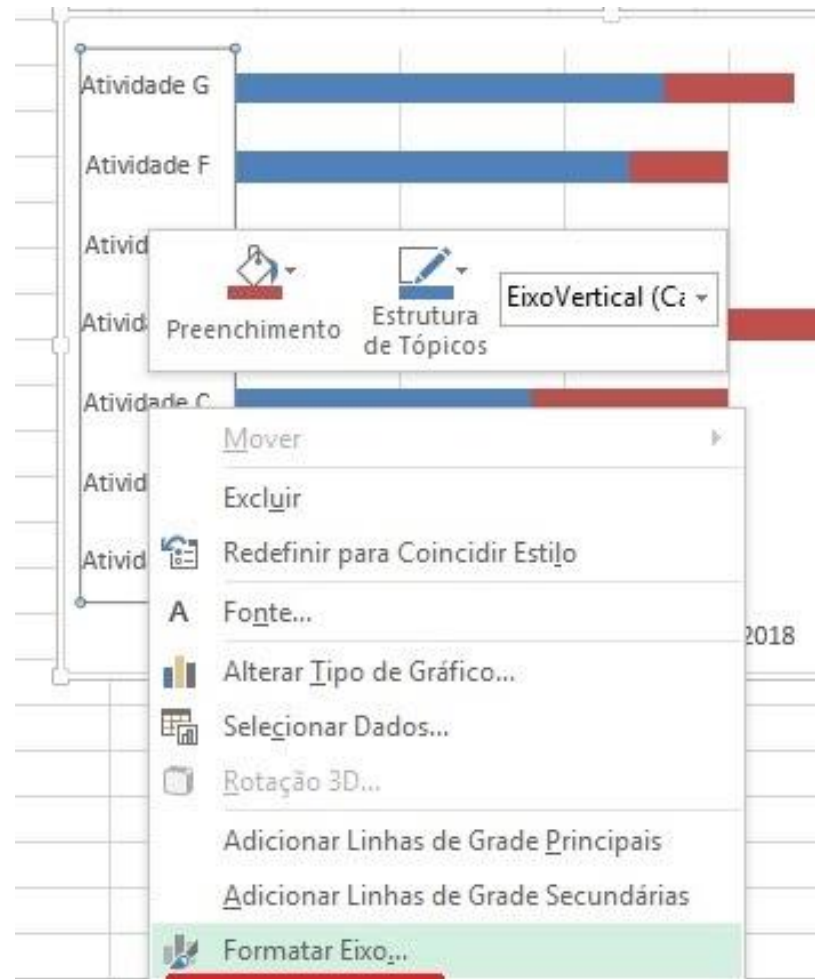 Atividade G
Atividade F
Ativid
Preenchimento
Estrutura
de Tópicos
EixoVertical (Ca
Ativid
Atividade C
Mover
Excluir
Ativid
Redefinir para Coincidir Estilo
Ativid
A Fonte...
2018
Alterar Tipo de Gráfico...
Selecionar Dados...
Rotação 3D...
Adicionar Linhas de Grade Principais
Adicionar Linhas de Grade Secundárias
Formatar Eixo...